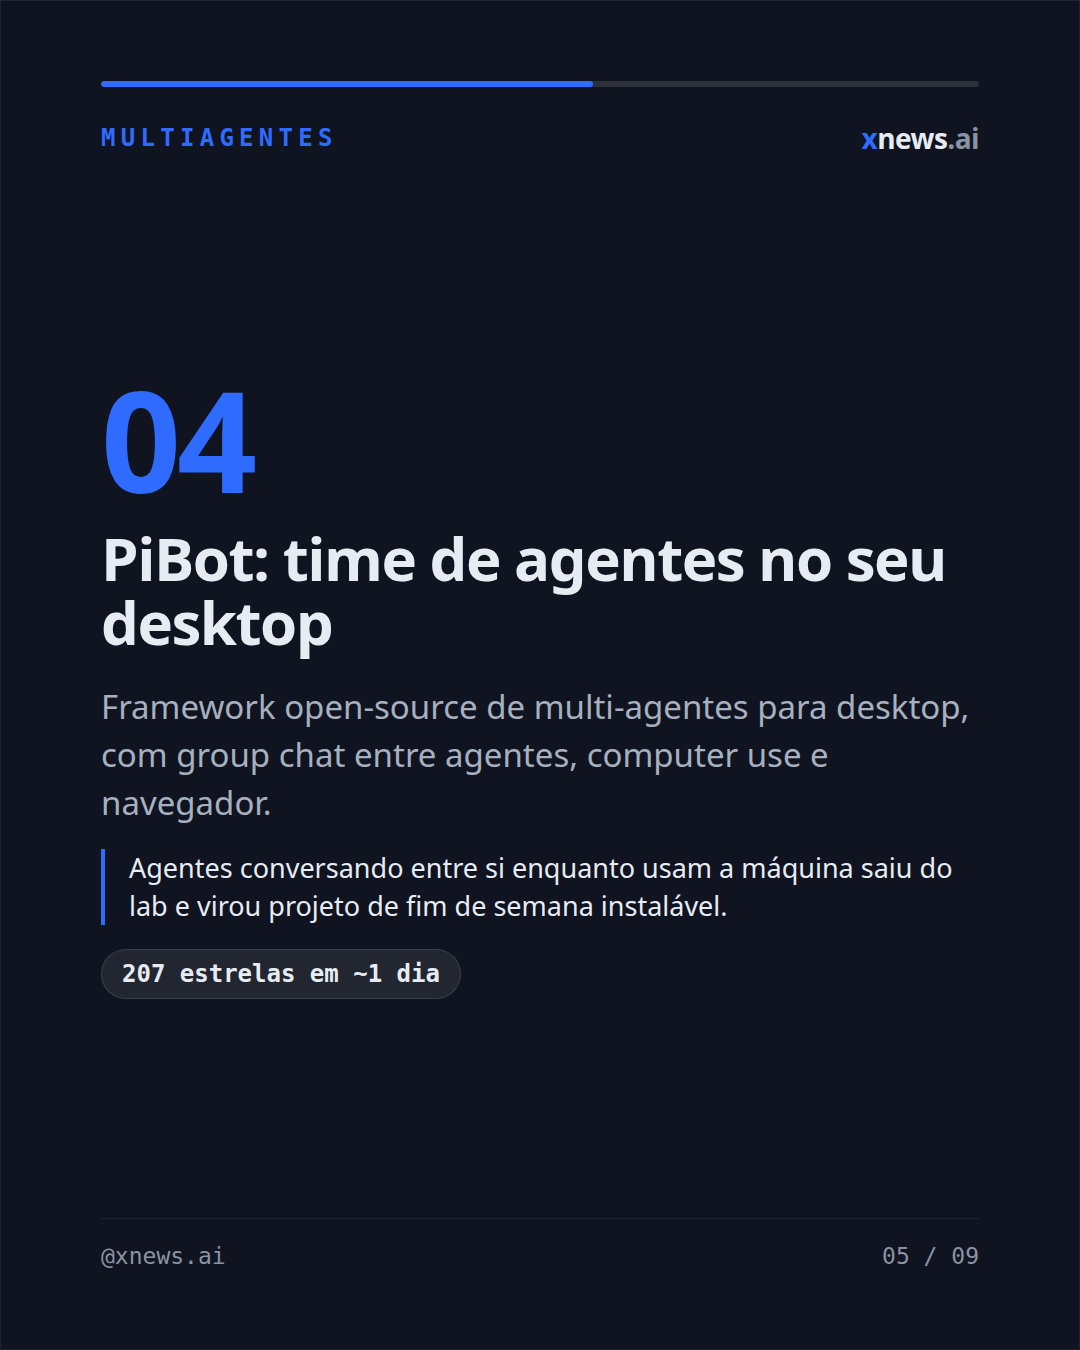 MULTIAGENTES
xnews.ai
04
PiBot: time de agentes no seu
desktop
Framework open-source de multi-agentes para desktop,
com group chat entre agentes, computer use e
navegador.
Agentes conversando entre si enquanto usam a máquina saiu do
lab e virou projeto de fim de semana instalável.
207 estrelas em ~1 dia
@xnews.ai
05 / 09